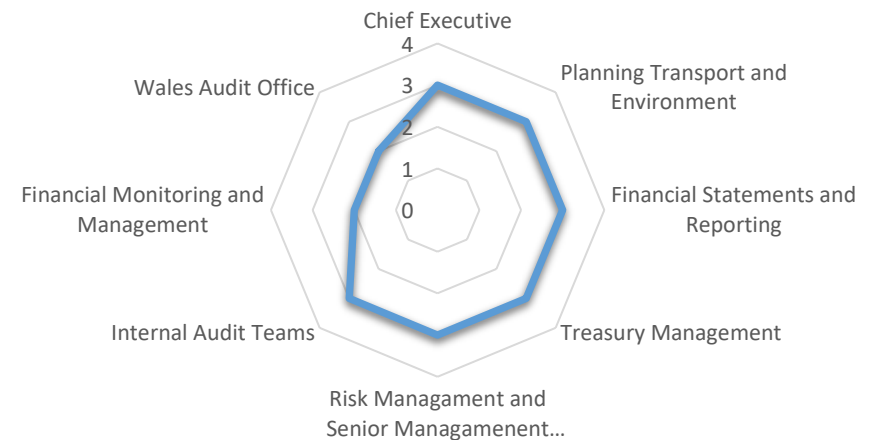 Chief Executive
4
3
2
1
0
Planning Transport and
Environment
Financial Statements and
Reporting
Treasury Management
Risk Managament and
Senior Managamenent...
Internal Audit Teams
Financial Monitoring and
Management
Wales Audit Office